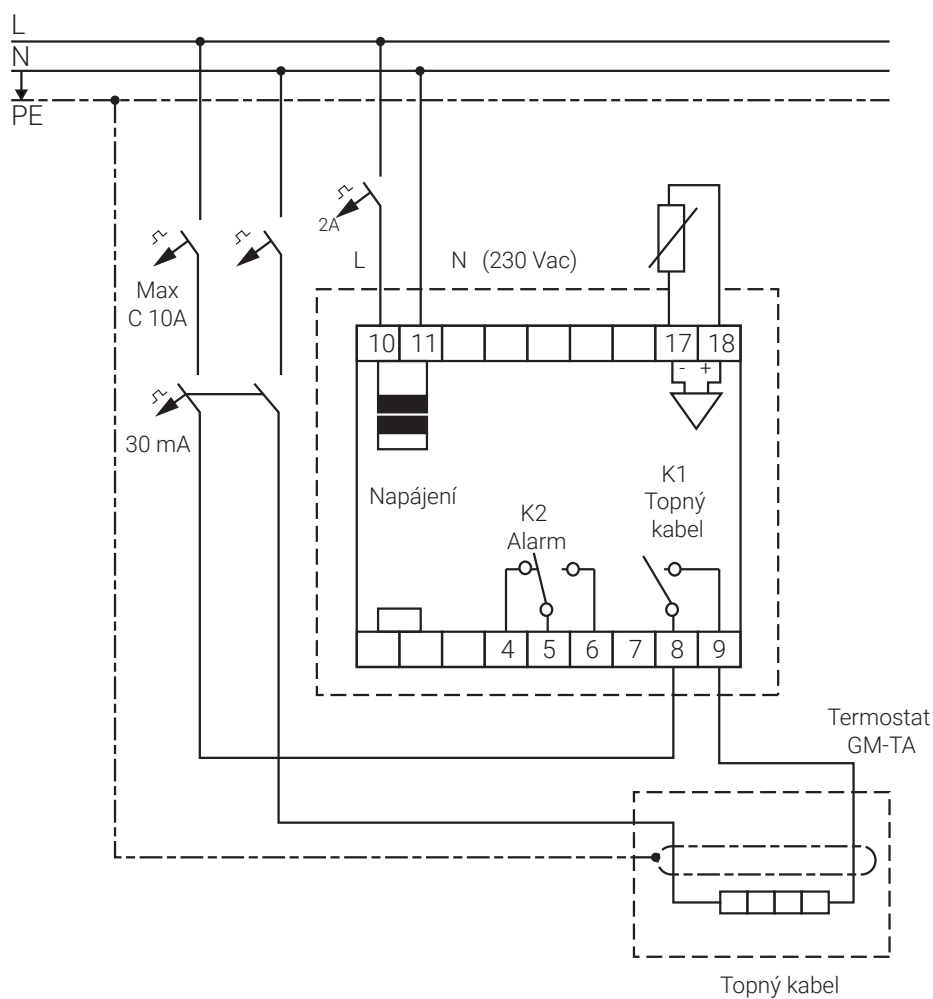 L
N
PE
2A
L
N (230 Vac)
Max
C 10A
10 11
17 18
- +
30 mA
Napájení
K1
Topný
kabel
K2
Alarm
4 5 6 7 8 9
Termostat
GM-TA
Topný kabel